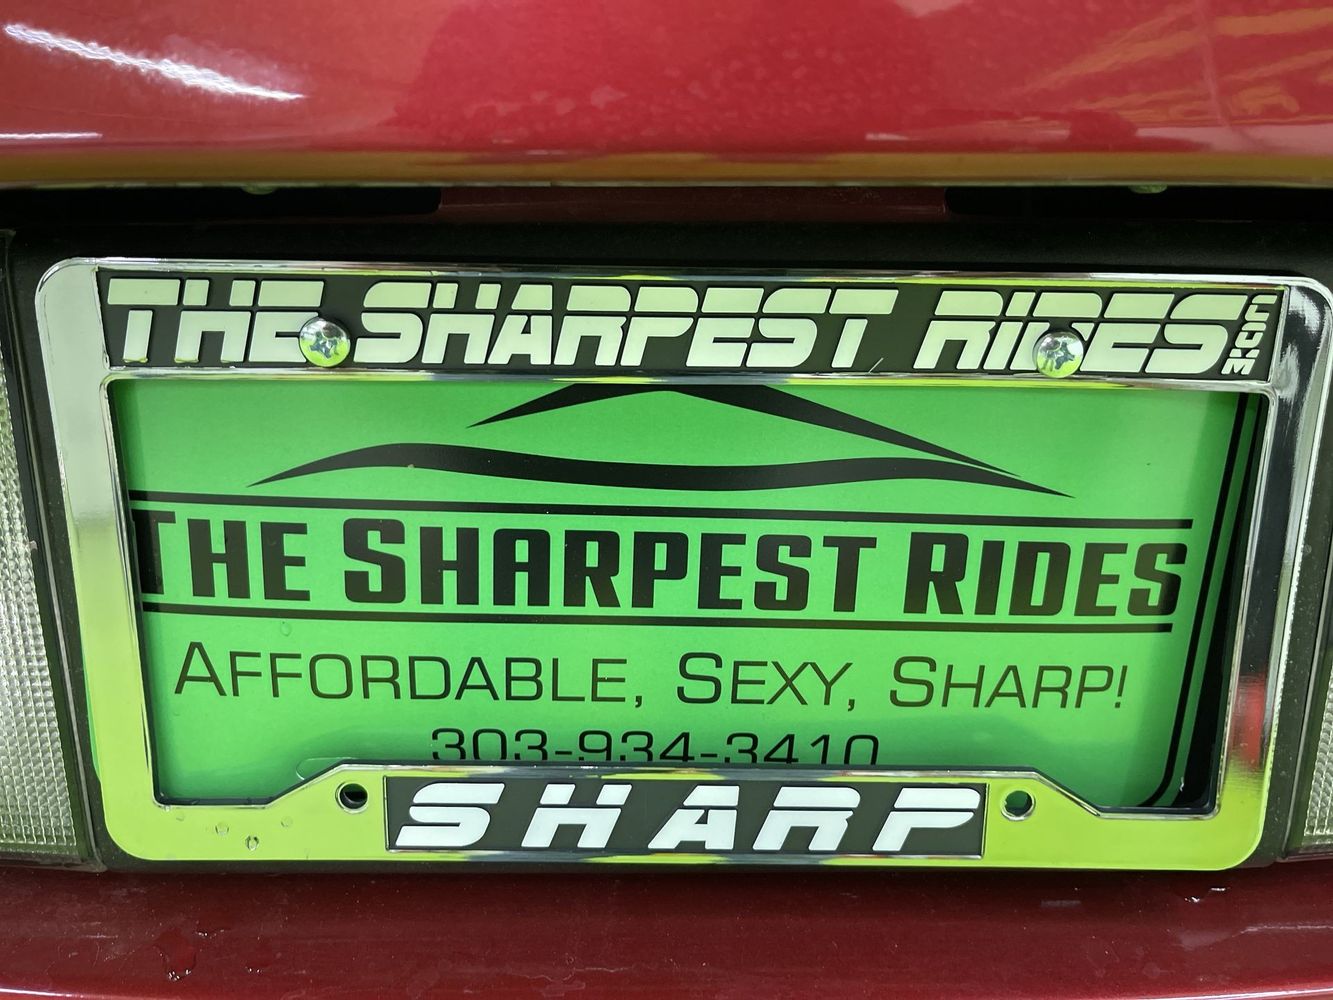 THE SHARPEST RIDES.COM
THE SHARPEST RIDES
AFFORDABLE, SEXY, SHARP!
303-934-3410
SHARP